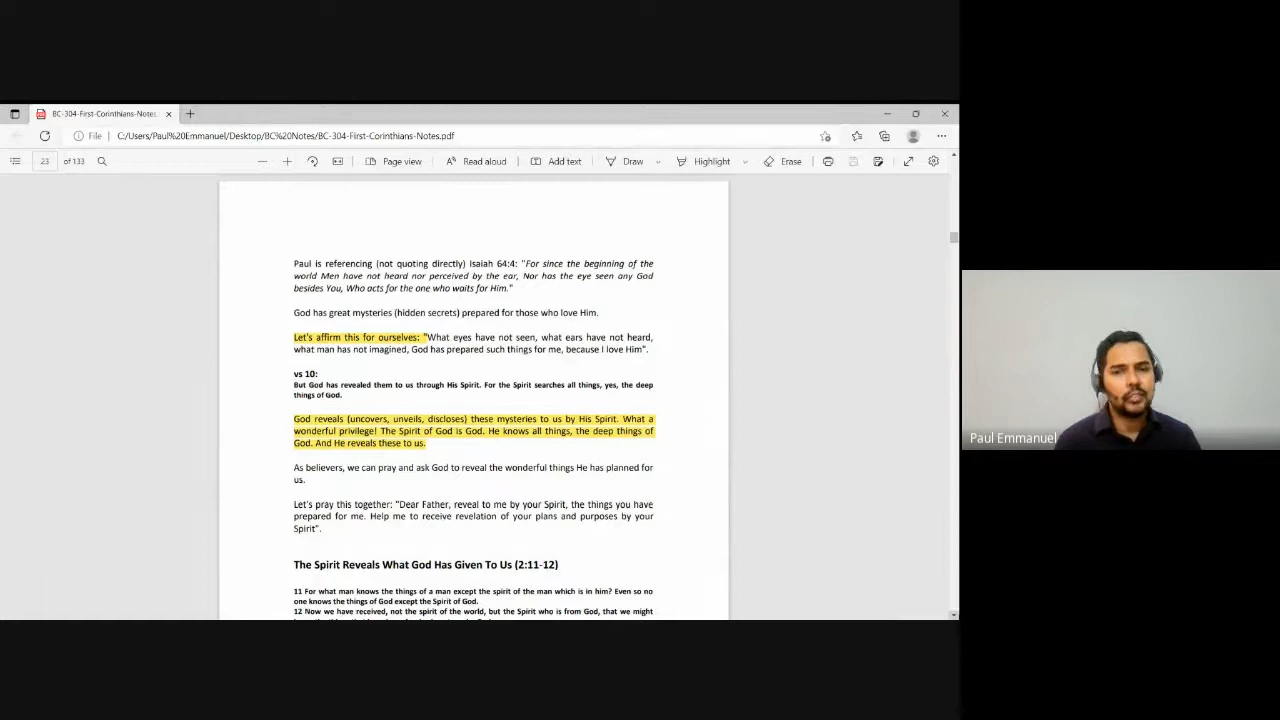 BC-304-First-Corinthians-Notes.
File
C:/Users/Paul%20Emmanuel/Desktop/BC%20Notes/BC-304-First-Corinthians-Notes.pdf
23 of 133
Page view
Read aloud
Add text
Draw
Highlight
Erase
Paul is referencing (not quoting directly) Isaiah 64:4: "For since the beginning of the
world Men have not heard nor perceived by the ear, Nor has the eye seen any God
besides You, Who acts for the one who waits for Him."
God has great mysteries (hidden secrets) prepared for those who love Him.
Let's affirm this for ourselves: "What eyes have not seen, what ears have not heard,
what man has not imagined, God has prepared such things for me, because I love Him".
vs 10:
But God has revealed them to us through His Spirit. For the Spirit searches all things, yes, the deep
things of God.
God reveals (uncovers, unveils, discloses) these mysteries to us by His Spirit. What a
wonderful privilege! The Spirit of God is God. He knows all things, the deep things of
God. And He reveals these to us.
As believers, we can pray and ask God to reveal the wonderful things He has planned for
us.
Let's pray this together: "Dear Father, reveal to me by your Spirit, the things you have
prepared for me. Help me to receive revelation of your plans and purposes by your
Spirit".
The Spirit Reveals What God Has Given To Us (2:11-12)
11 For what man knows the things of a man except the spirit of the man which is in him? Even so no
one knows the things of God except the Spirit of God.
12 Now we have received, not the spirit of the world, but the Spirit who is from God, that we might
Paul Emmanuel